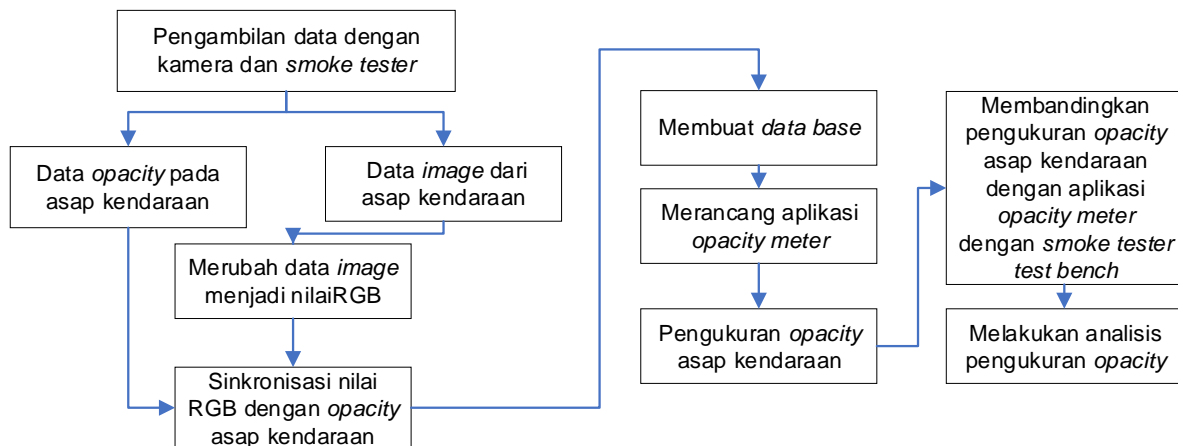 Pengambilan data dengan
kamera dan smoke tester
Data opacity pada
asap kendaraan
Data image dari
asap kendaraan
Merubah data image
menjadi nilaiRGB
Sinkronisasi nilai
RGB dengan opacity
asap kendaraan
Membuat data base
Merancang aplikasi
opacity meter
Pengukuran opacity
asap kendaraan
Membandingkan
pengukuran opacity
asap kendaraan
dengan aplikasi
opacity meter
dengan smoke tester
test bench
Melakukan analisis
pengukuran opacity